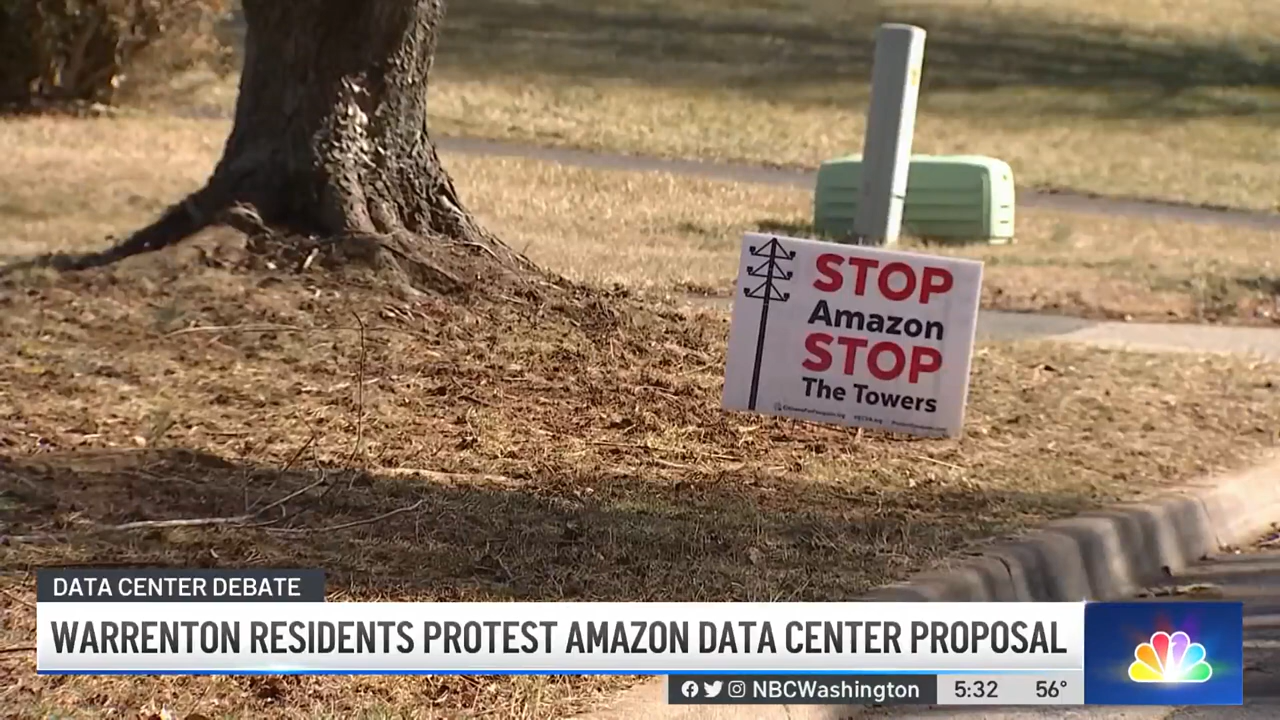 STOP
Amazon
STOP
The Towers
DATA CENTER DEBATE
WARRENTON RESIDENTS PROTEST AMAZON DATA CENTER PROPOSAL
NBCWashington 5:32 56°